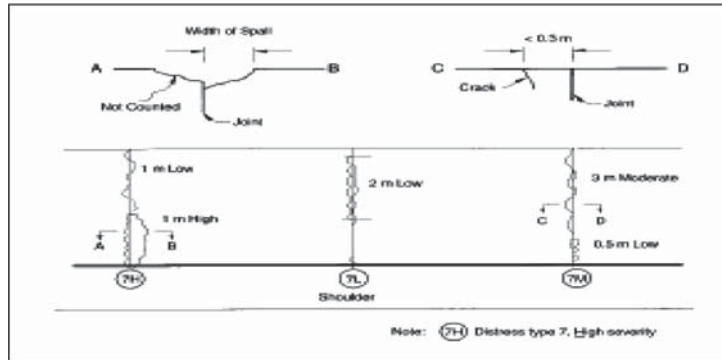 Width of Spall
< 0.3 m
A
B
C
D
Not Counted
Crack
Joint
Joint
1 m Low
2 m Low
3 m Moderate
1 m High
A
B
C
D
0.5 m Low
7H
7L
7M
Shoulder
Note: 7H Distress type 7, High severity